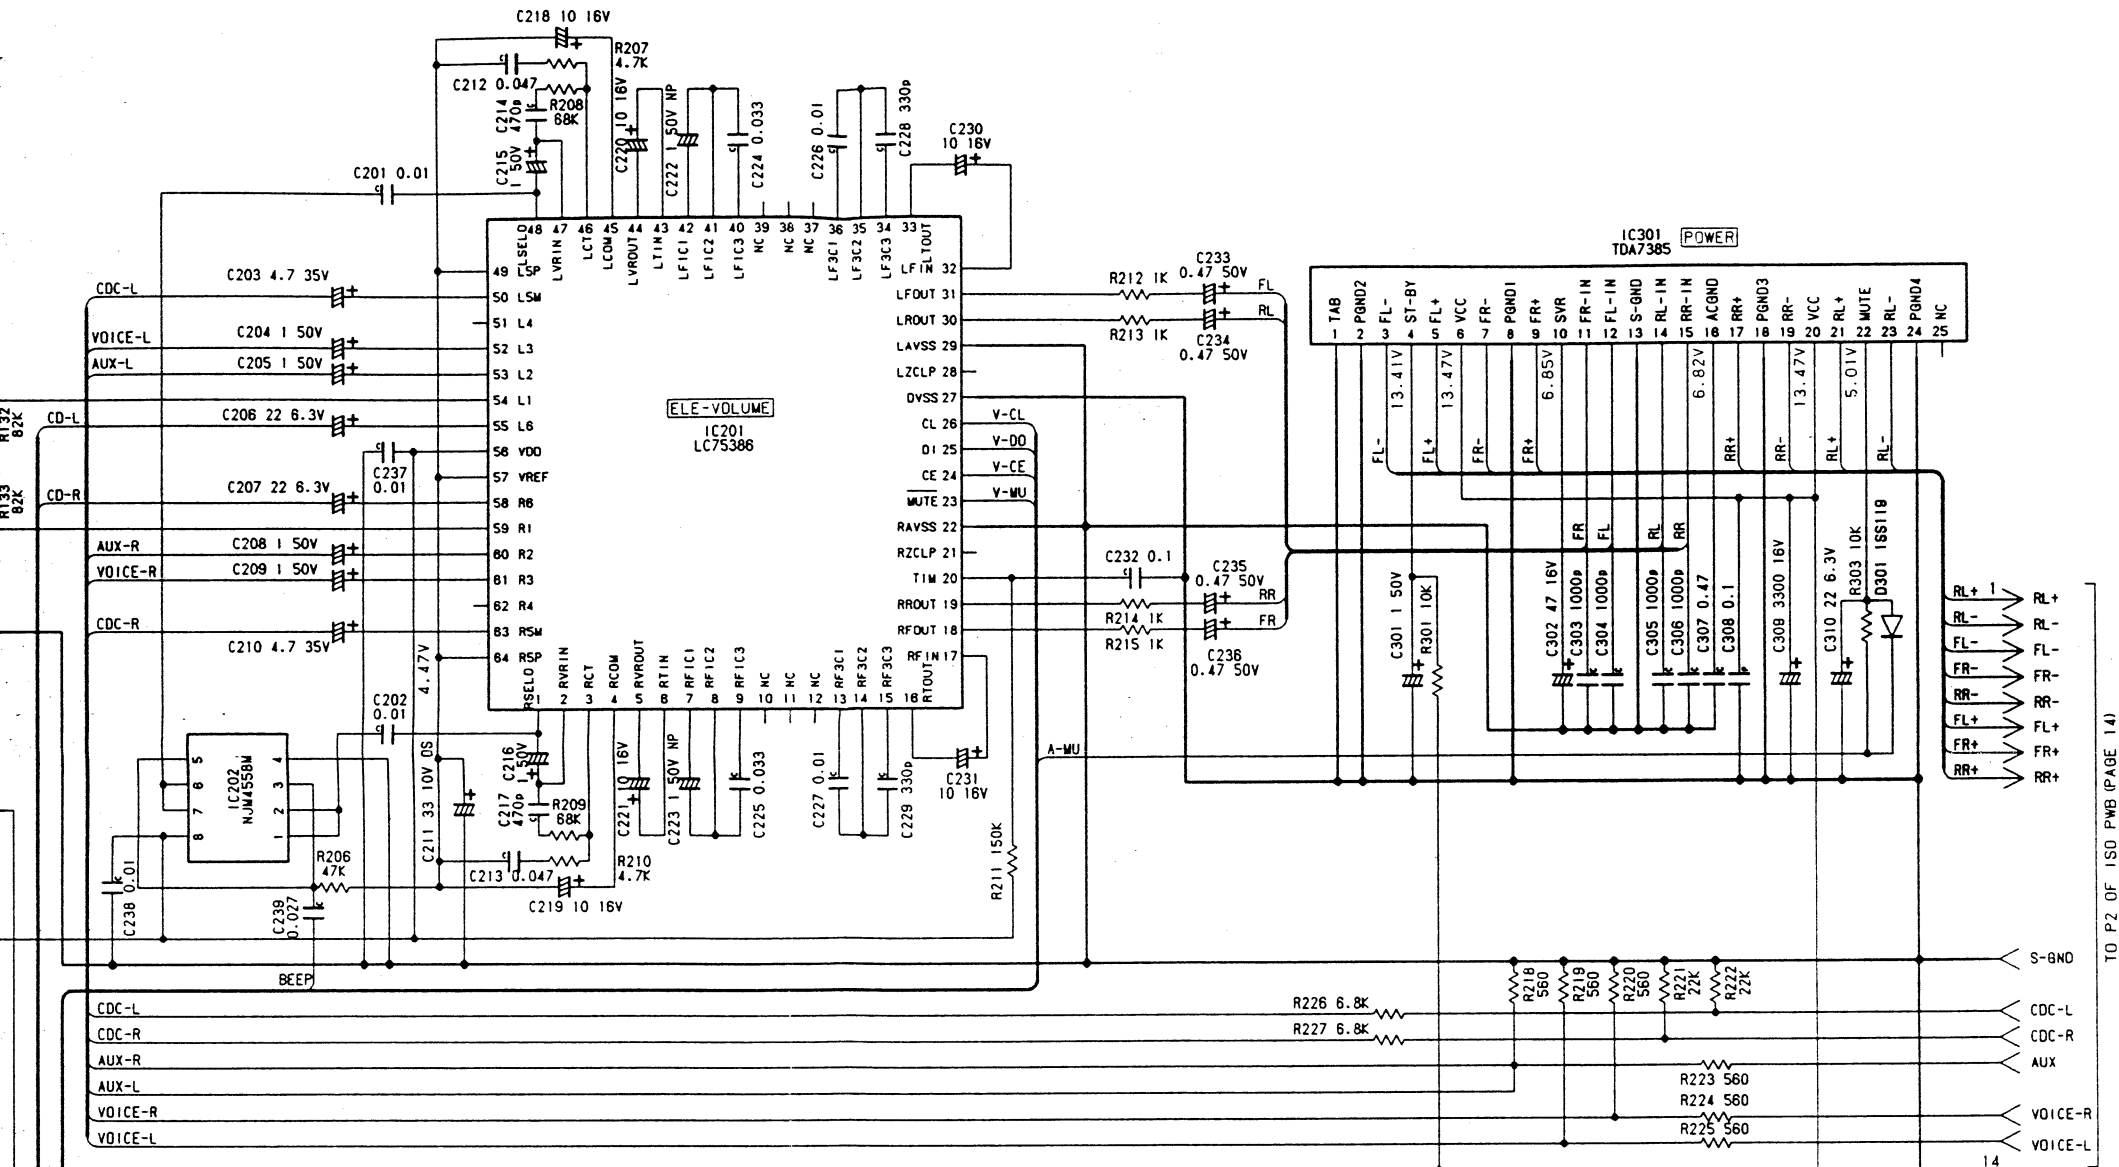 C218 10 16V
R207
4.7K
C212 0.047
R208
68K
C214
470p
C215
1 50V
C220 10 16V
C222 1 50V NP
C224 0.033
C226 0.01
C228 330p
C230
10 16V
C201 0.01
LSELO
48
LVRIN
47
LCT
46
LCOM
45
LVROUT
44
LTIN
43
LF1C1
42
LF1C2
41
LF1C3
40
NC
39
NC
38
NC
37
LF3C1
36
LF3C2
35
LF3C3
34
33
LTOUT
49 LSP
50 LSM
51 L4
52 L3
53 L2
54 L1
55 L6
56 VDD
57 VREF
58 R6
59 R1
60 R2
61 R3
62 R4
63 RSM
64 RSP
LFIN 32
LFOUT 31
LROUT 30
LAVSS 29
LZCLP 28
DVSS 27
CL 26
DI 25
CE 24
MUTE 23
RAVSS 22
RZCLP 21
TIM 20
RROUT 19
RFOUT 18
RFIN 17
ELE-VOLUME
IC201
LC75386
RSELO
1
RVRIN
2
RCT
3
RCOM
4
RVROUT
5
RTIN
6
RF1C1
7
RF1C2
8
RF1C3
9
NC
10
NC
11
NC
12
RF3C1
13
RF3C2
14
RF3C3
15
16
RTOUT
CDC-L
C203 4.7 35V
VOICE-L
C204 1 50V
AUX-L
C205 1 50V
R132
82K
CD-L
C206 22 6.3V
C237
0.01
R133
82K
CD-R
C207 22 6.3V
AUX-R
C208 1 50V
VOICE-R
C209 1 50V
CDC-R
C210 4.7 35V
4.47V
C202
0.01
5
6
7
8
IC202
NJM4558M
4
3
2
1
C238 0.01
R206
47K
C239
0.027
C211 33 10V OS
C216
1 50V
C217
470p
R209
68K
C213 0.047
R210
4.7K
C219 10 16V
C221 10 16V
C223 1 50V NP
C225 0.033
C227 0.01
C229 330p
C231
10 16V
R211 150K
R212 1K
C233
0.47 50V
FL
R213 1K
C234
0.47 50V
RL
V-CL
V-DO
V-CE
V-MU
C232 0.1
C235
0.47 50V
RR
R214 1K
R215 1K
FR
C236
0.47 50V
A-MU
IC301 POWER
TDA7385
TAB
1
PGND2
2
FL-
3
ST-BY
4
FL+
5
VCC
6
FR-
7
PGND1
8
FR+
9
SVR
10
FR-IN
11
FL-IN
12
S-GND
13
RL-IN
14
RR-IN
15
ACGND
16
RR+
17
PGND3
18
RR-
19
VCC
20
RL+
21
MUTE
22
RL-
23
PGND4
24
NC
25
13.41V
13.47V
6.85V
6.82V
13.47V
5.01V
FL-
FL+
FR-
FR+
RR+
RR-
RL+
RL-
FR
FL
RL
RR
C301 1 50V
R301 10K
C302 47 16V
C303 1000p
C304 1000p
C305 1000p
C306 1000p
C307 0.47
C308 0.1
C309 3300 16V
C310 22 6.3V
R303 10K
D301 1SS119
RL+ 1 RL+
RL- RL-
FL- FL-
FR- FR-
RR- RR-
FL+ FL+
FR+ FR+
RR+ RR+
TO P2 OF ISO PWB (PAGE 14)
BEEP
S-GND
R218
560
R219
560
R220
560
R221
22K
R222
22K
CDC-L
R226 6.8K
CDC-L
CDC-R
R227 6.8K
CDC-R
AUX-R
AUX
R223 560
AUX-L
R224 560
VOICE-R
VOICE-R
R225 560
VOICE-L
VOICE-L
14